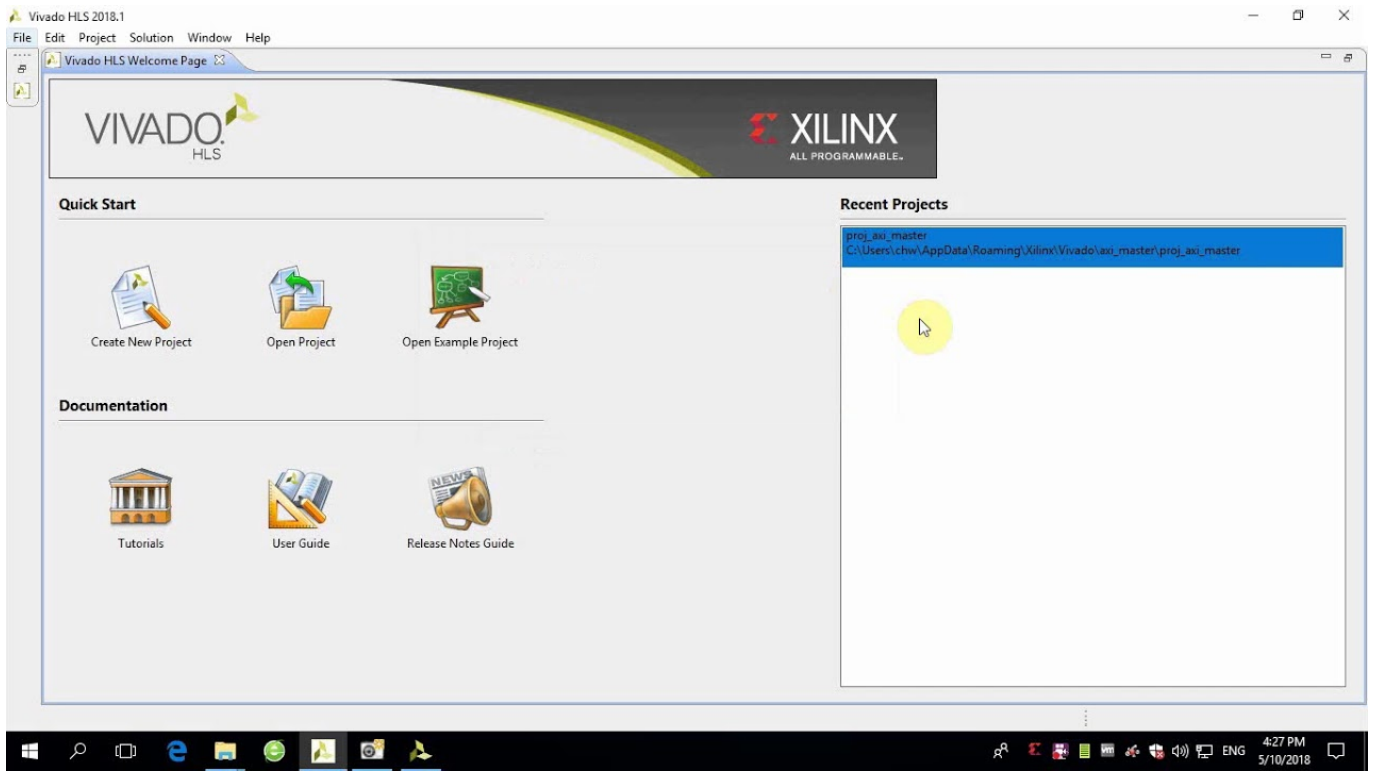 Vivado HLS 2018.1
File Edit Project Solution Window Help
Vivado HLS Welcome Page
VIVADO.
HLS
XILINX
ALL PROGRAMMABLE™
Quick Start
Recent Projects
proj_axi_master
C:\Users\chw\AppData\Roaming\Xilinx\Vivado\axi_master\proj_axi_master
Create New Project
Open Project
Open Example Project
Documentation
NEWS
Tutorials
User Guide
Release Notes Guide
ENG
4:27 PM
5/10/2018